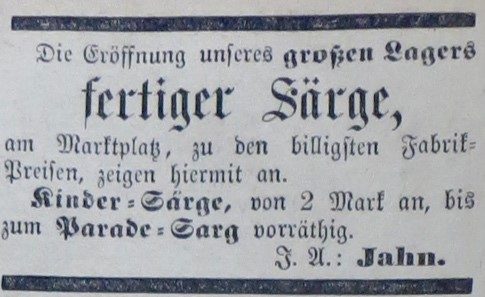 Die Eröffnung unseres großen Lagers
fertiger Särge,
am Marktplatz, zu den billigsten Fabrik-
Preisen, zeigen hiermit an.
Kinder-Särge, von 2 Mark an, bis
zum Parade-Sarg vorräthig.
J. A.: Jahn.